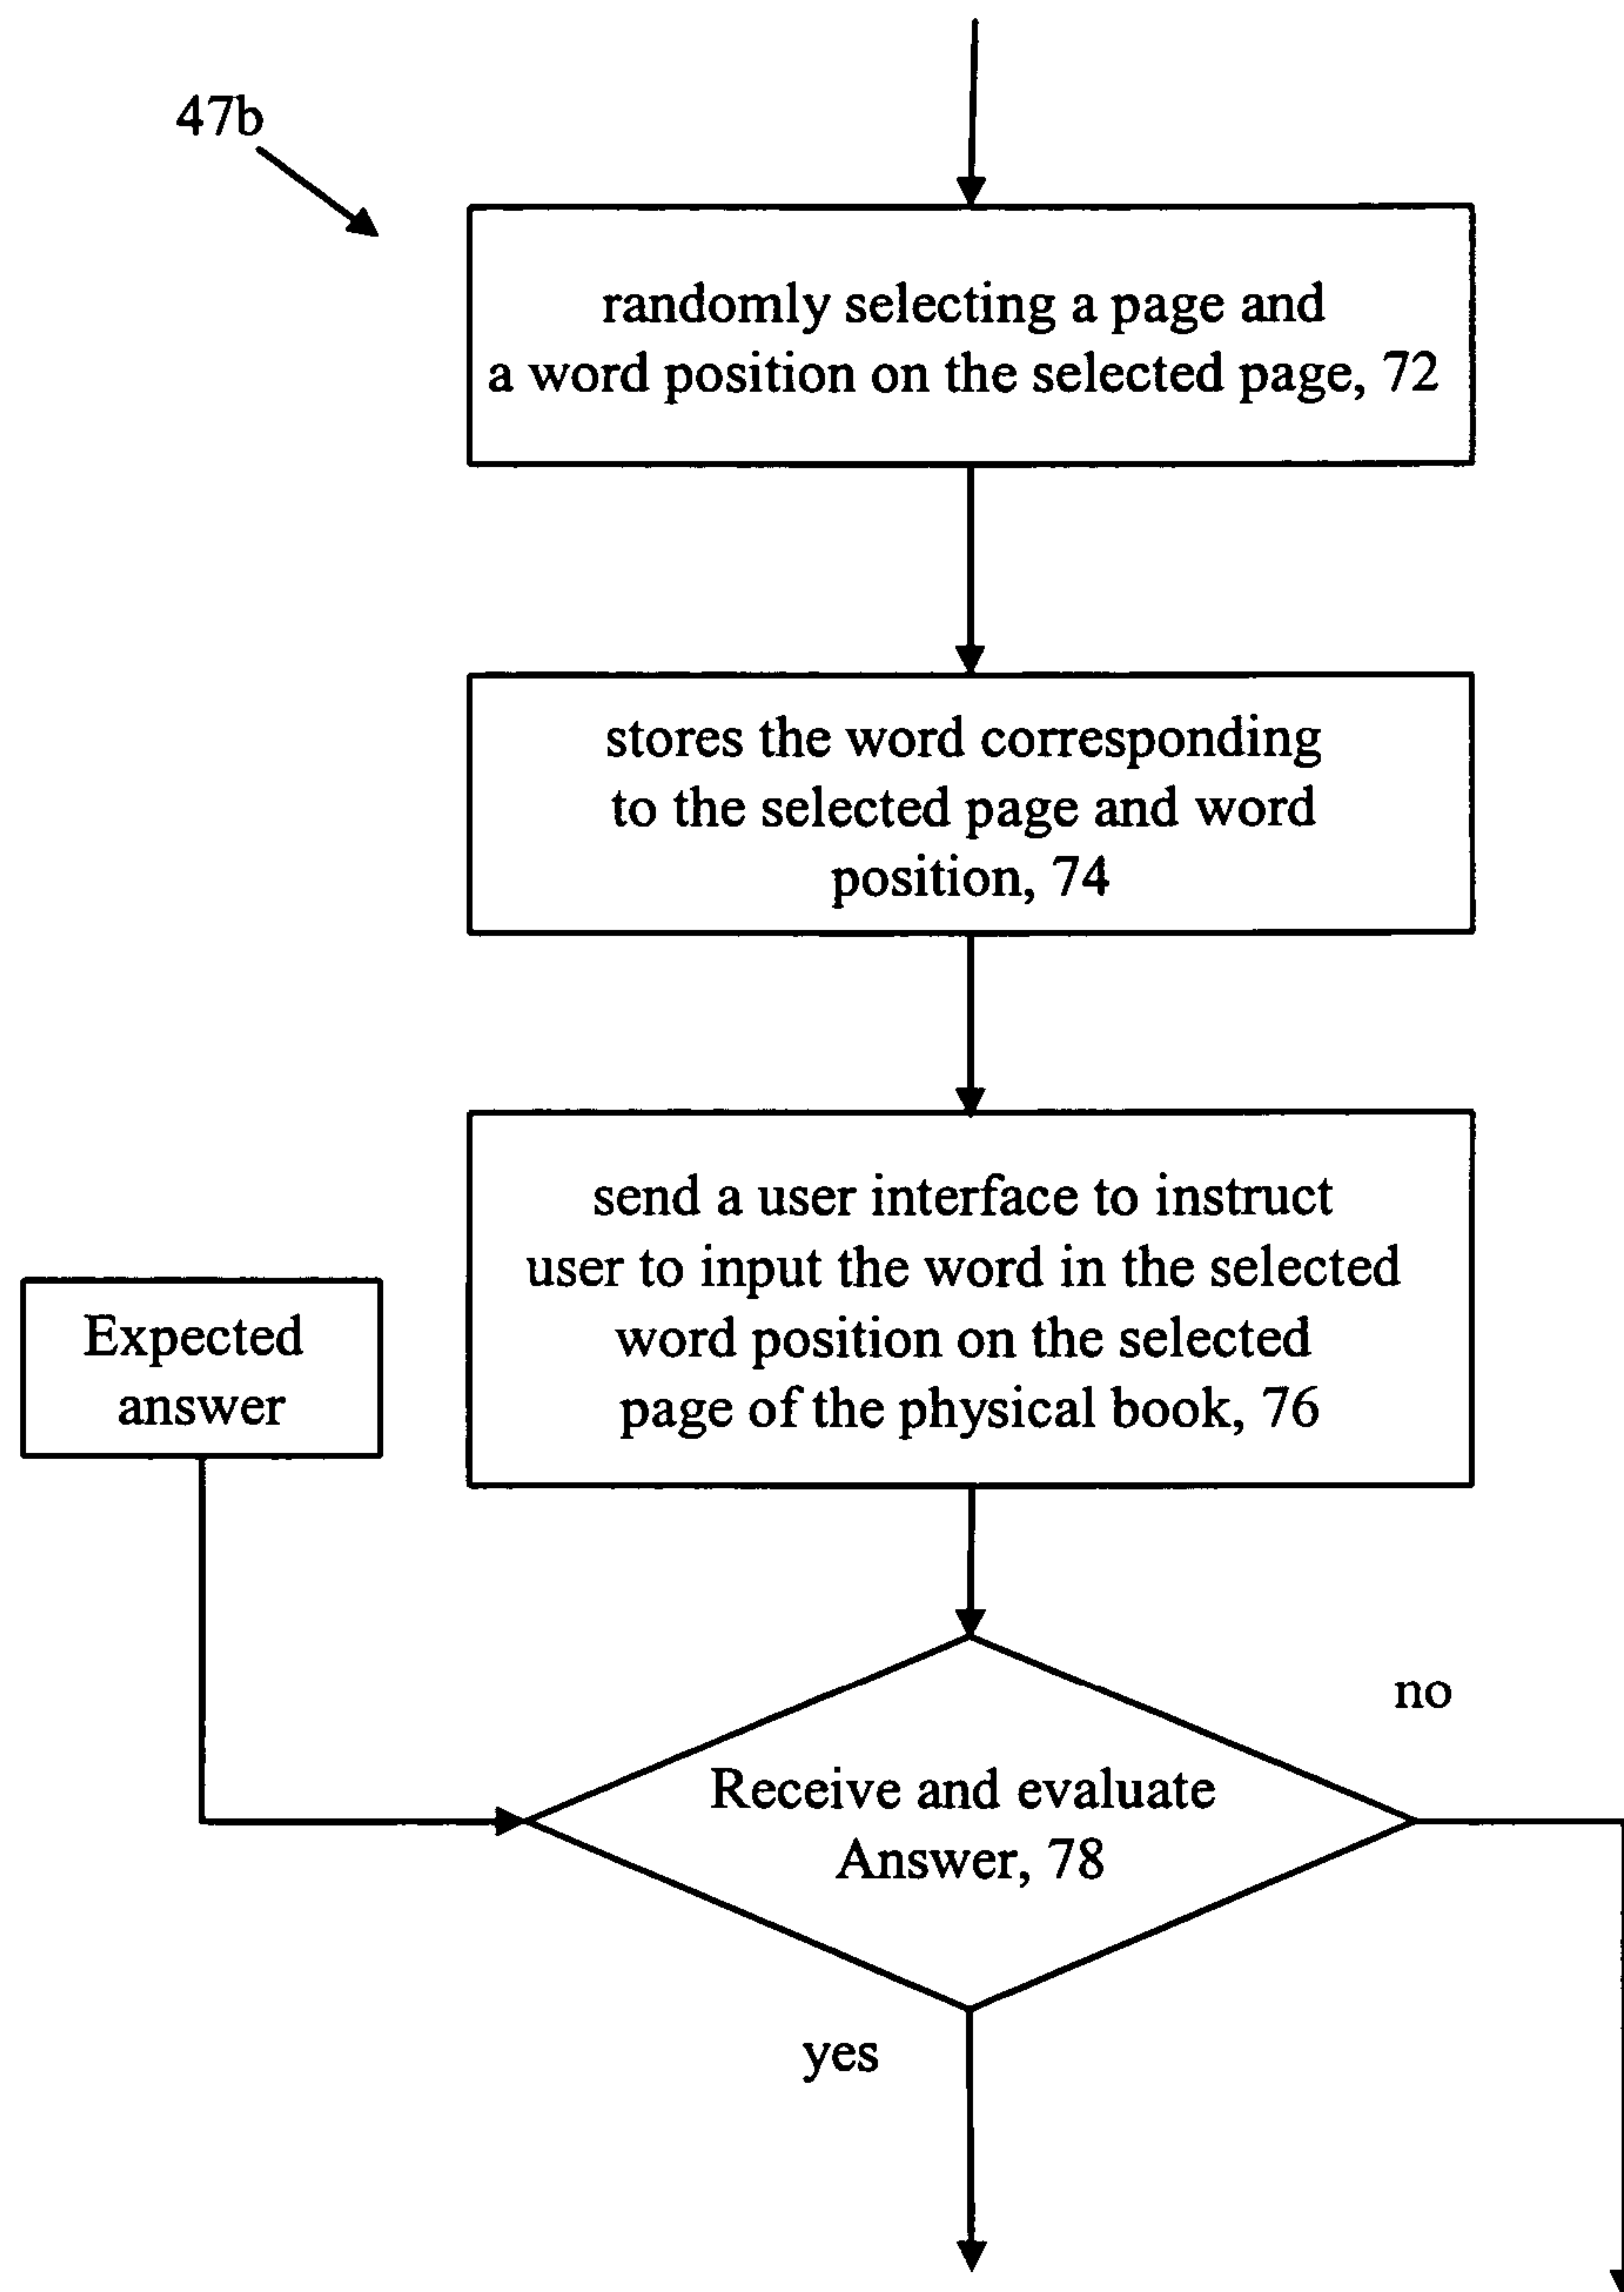 47b
randomly selecting a page and
a word position on the selected page, 72
stores the word corresponding
to the selected page and word
position, 74
send a user interface to instruct
user to input the word in the selected
word position on the selected
page of the physical book, 76
Expected
answer
no
Receive and evaluate
Answer, 78
yes